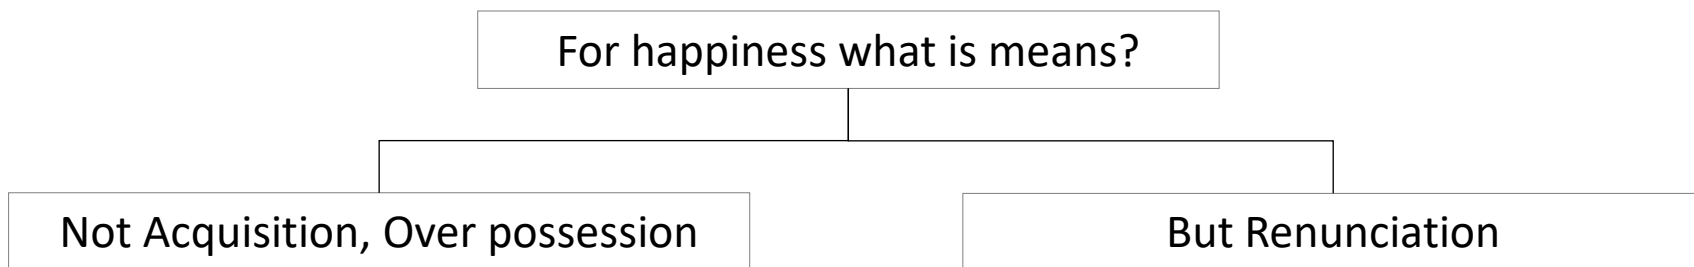 For happiness what is means?
Not Acquisition, Over possession
But Renunciation